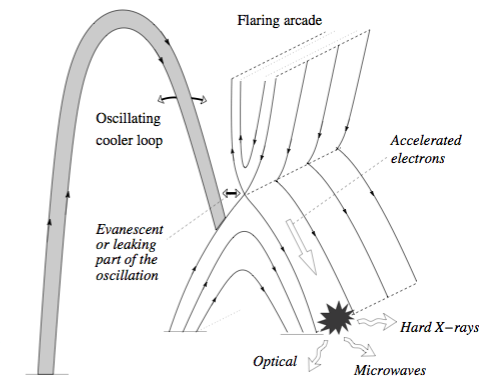 Flaring arcade
Oscillating
cooler loop
Accelerated
electrons
Evanescent
or leaking
part of the
oscillation
Hard X–rays
Optical
Microwaves